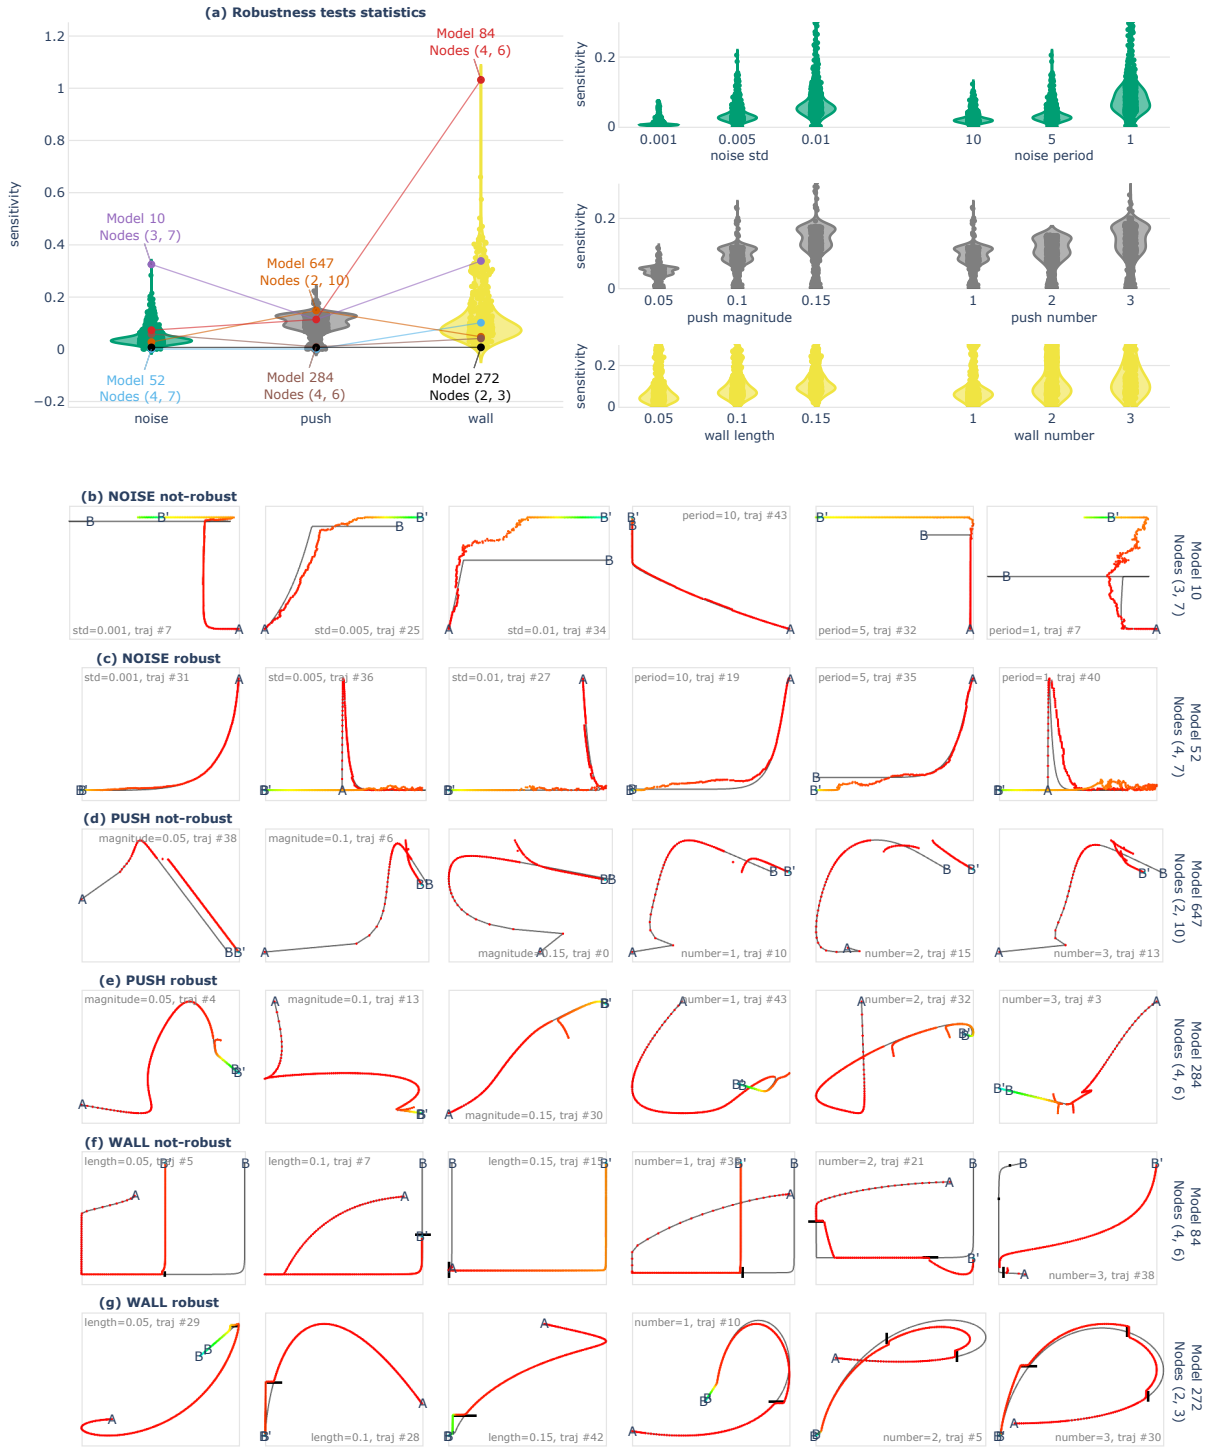 (a) Robustness tests statistics
sensitivity
1.2
1
0.8
0.6
0.4
0.2
0
−0.2
Model 84
Nodes (4, 6)
Model 10
Nodes (3, 7)
Model 647
Nodes (2, 10)
Model 52
Nodes (4, 7)
Model 284
Nodes (4, 6)
Model 272
Nodes (2, 3)
noise
push
wall
sensitivity
0.2
0
0.001
0.005
0.01
10
5
1
noise std
noise period
sensitivity
0.2
0
0.05
0.1
0.15
1
2
3
push magnitude
push number
sensitivity
0.2
0
0.05
0.1
0.15
1
2
3
wall length
wall number
(b) NOISE not-robust
B B' A
std=0.001, traj #7
B B' A
std=0.005, traj #25
B' B A
std=0.01, traj #34
B' B A
period=10, traj #43
B' B A
period=5, traj #32
B' B A
period=1, traj #7
Model 10
Nodes (3, 7)
(c) NOISE robust
std=0.001, traj #31
A B B'
std=0.005, traj #36
B B' A
std=0.01, traj #27
A B B'
period=10, traj #19
A B B'
period=5, traj #35
A B B'
period=1, traj #40
B B' A
Model 52
Nodes (4, 7)
(d) PUSH not-robust
magnitude=0.05, traj #38
A B B'
magnitude=0.1, traj #6
A B B'
magnitude=0.15, traj #0
A B B'
number=1, traj #10
A B B'
number=2, traj #15
A B B'
number=3, traj #13
A B' B
Model 647
Nodes (2, 10)
(e) PUSH robust
magnitude=0.05, traj #4
A B B'
magnitude=0.1, traj #13
A B B'
magnitude=0.15, traj #30
A B B'
number=1, traj #43
A B B'
number=2, traj #32
A B B'
number=3, traj #3
A B' B
Model 284
Nodes (4, 6)
(f) WALL not-robust
length=0.05, traj #5
A B' B
length=0.1, traj #7
A B B'
length=0.15, traj #15
B A B'
number=1, traj #35
A B' B
number=2, traj #21
A B B'
number=3, traj #38
B B' A
Model 84
Nodes (4, 6)
(g) WALL robust
length=0.05, traj #29
A B B'
length=0.1, traj #28
A B B'
length=0.15, traj #42
A B B'
number=1, traj #10
A B B'
number=2, traj #5
A B B'
number=3, traj #30
A B B'
Model 272
Nodes (2, 3)